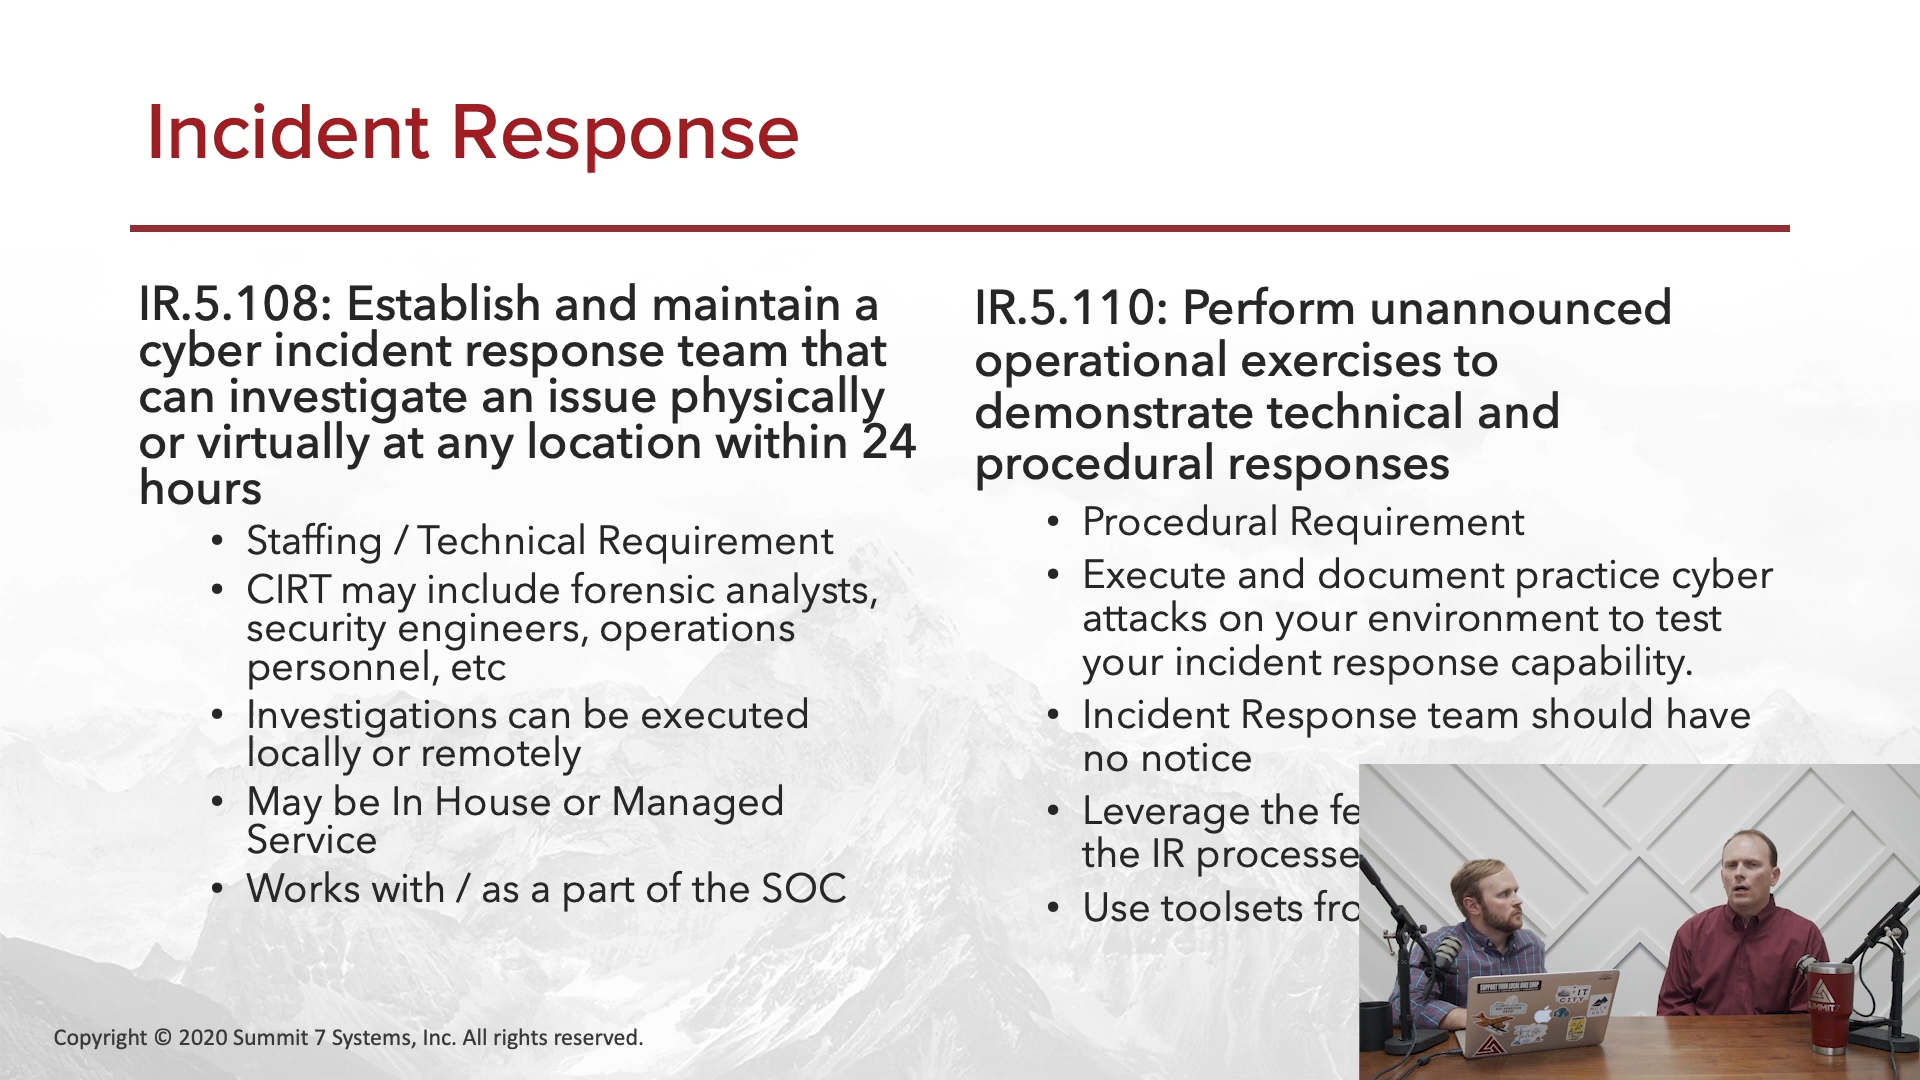 Incident Response
IR.5.108: Establish and maintain a
cyber incident response team that
can investigate an issue physically
or virtually at any location within 24
hours
• Staffing / Technical Requirement
• CIRT may include forensic analysts,
security engineers, operations
personnel, etc
• Investigations can be executed
locally or remotely
• May be In House or Managed
Service
• Works with / as a part of the SOC
IR.5.110: Perform unannounced
operational exercises to
demonstrate technical and
procedural responses
• Procedural Requirement
• Execute and document practice cyber
attacks on your environment to test
your incident response capability.
• Incident Response team should have
no notice
• Leverage the
the IR
• Use toolsets
SUPPORT YOUR LOCAL BIKE SHOP
Copyright © 2020 Summit 7 Systems, Inc. All rights reserved.